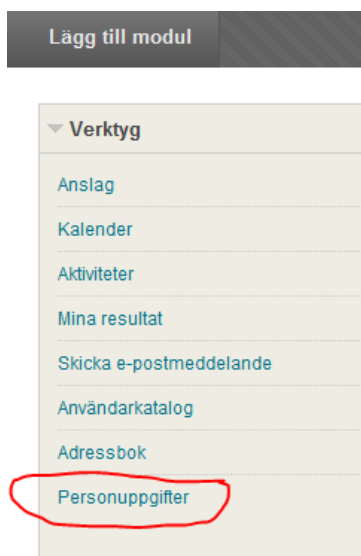 Lägg till modul
Verktyg
Anslag
Kalender
Aktiviteter
Mina resultat
Skicka e-postmeddelande
Användarkatalog
Adressbok
Personuppgifter